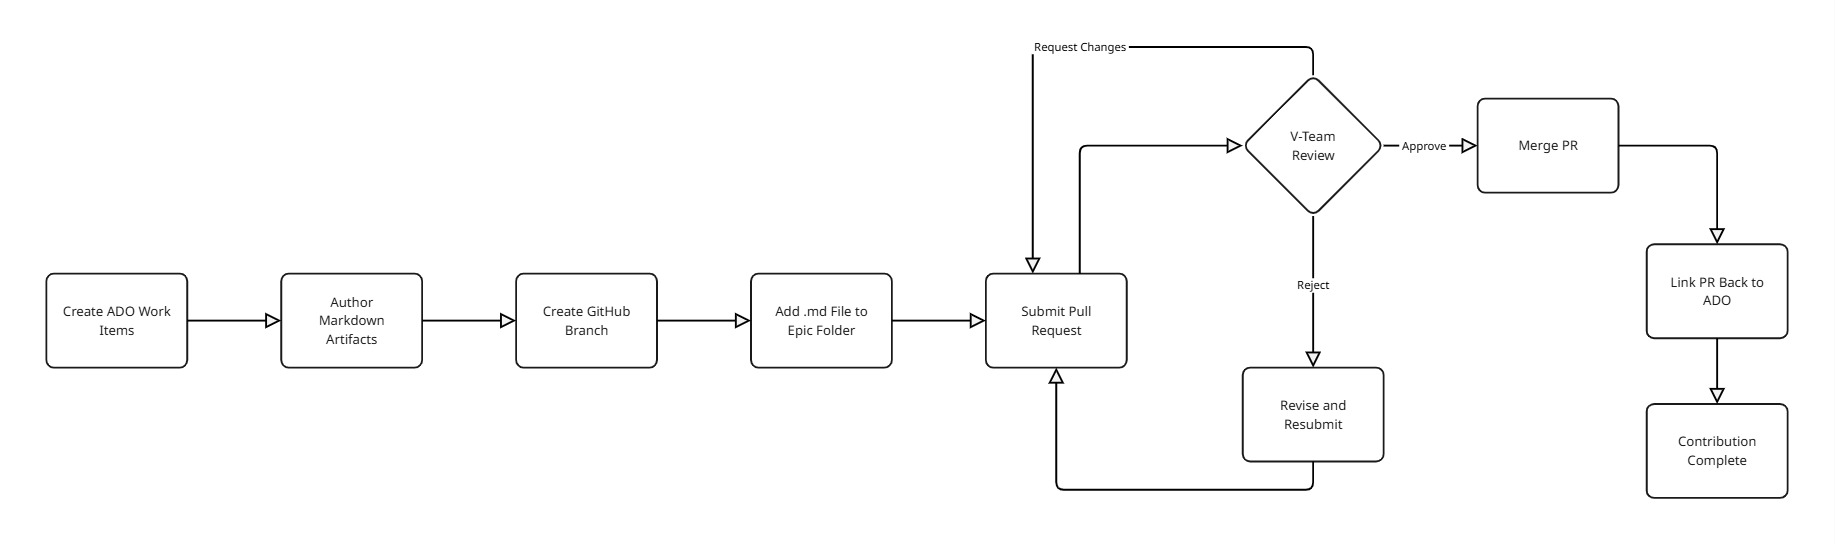 Request Changes
V-Team
Review
Approve
Merge PR
Create ADO Work
Items
Author
Markdown
Artifacts
Create GitHub
Branch
Add .md File to
Epic Folder
Submit Pull
Request
Reject
Link PR Back to
ADO
Revise and
Resubmit
Contribution
Complete